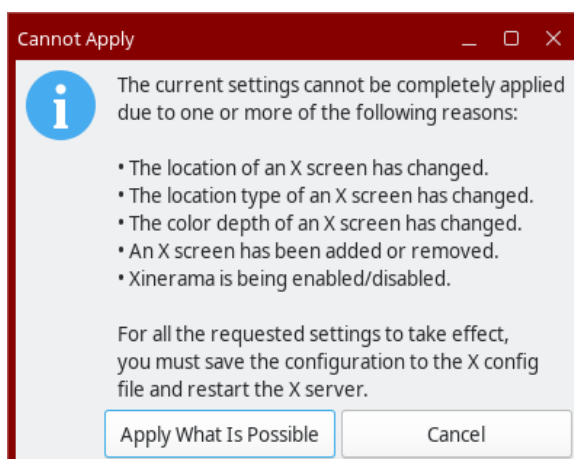 Cannot Apply
The current settings cannot be completely applied
due to one or more of the following reasons:
• The location of an X screen has changed.
• The location type of an X screen has changed.
• The color depth of an X screen has changed.
• An X screen has been added or removed.
• Xinerama is being enabled/disabled.
For all the requested settings to take effect,
you must save the configuration to the X config
file and restart the X server.
Apply What Is Possible
Cancel